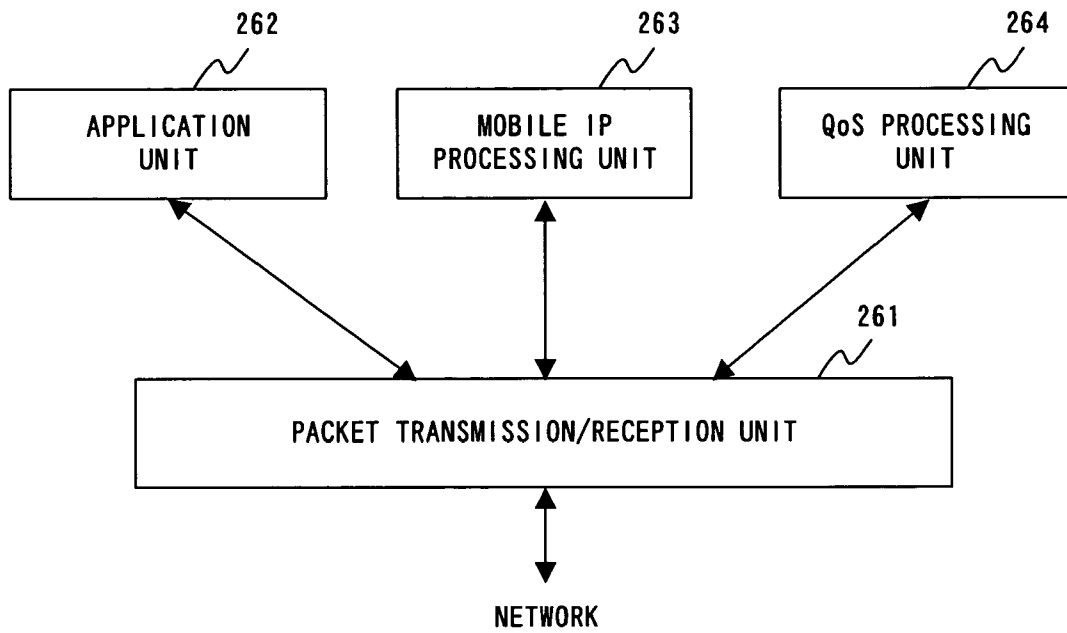 262
263
264
APPLICATION
UNIT
MOBILE IP
PROCESSING UNIT
QoS PROCESSING
UNIT
261
PACKET TRANSMISSION/RECEPTION UNIT
NETWORK